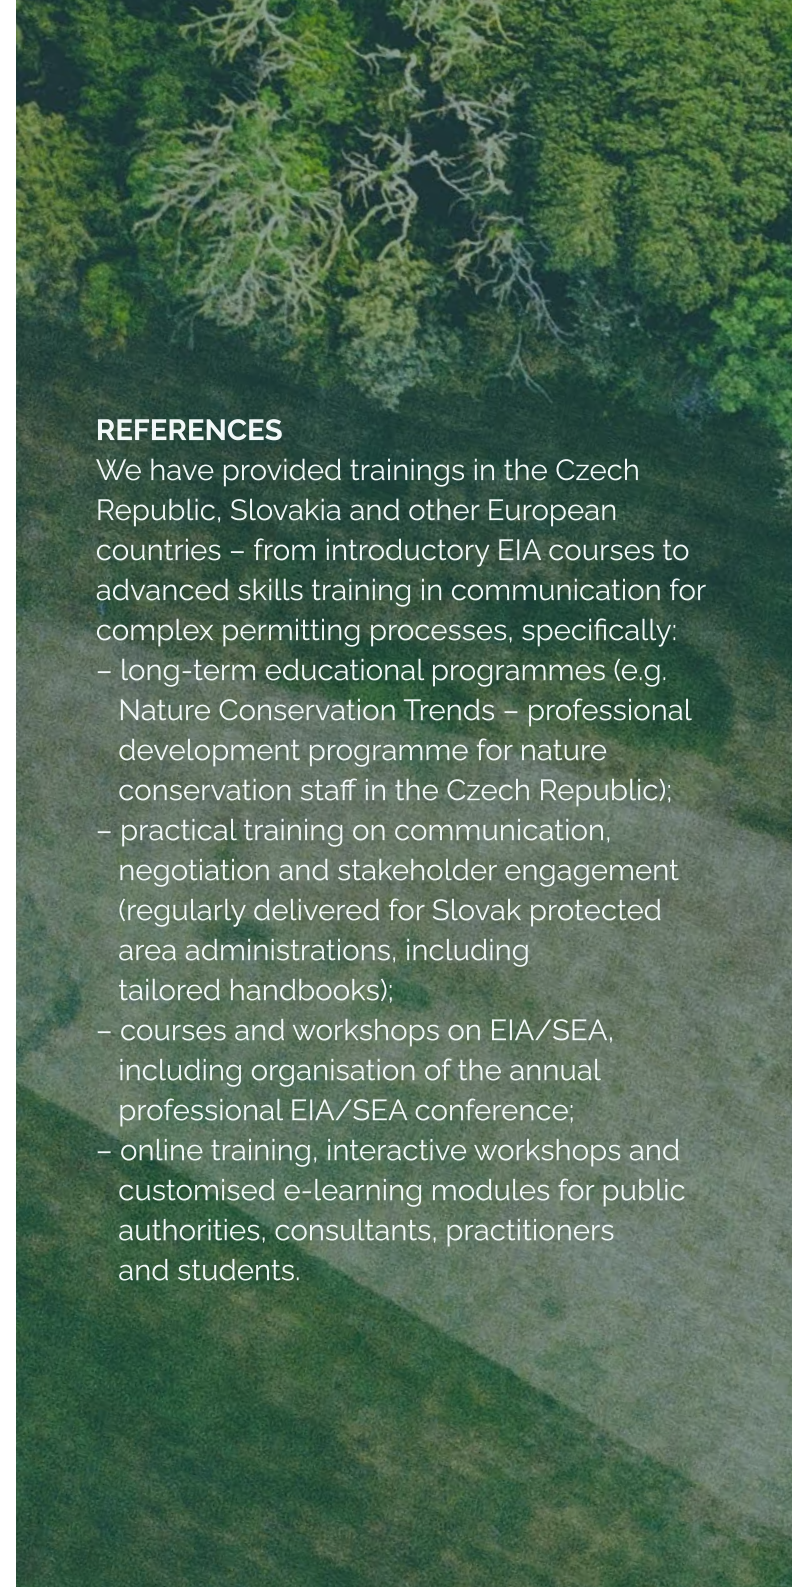 REFERENCES
We have provided trainings in the Czech
Republic, Slovakia and other European
countries – from introductory EIA courses to
advanced skills training in communication for
complex permitting processes, specifically:
– long-term educational programmes (e.g.
Nature Conservation Trends – professional
development programme for nature
conservation staff in the Czech Republic);
– practical training on communication,
negotiation and stakeholder engagement
(regularly delivered for Slovak protected
area administrations, including
tailored handbooks);
– courses and workshops on EIA/SEA,
including organisation of the annual
professional EIA/SEA conference;
– online training, interactive workshops and
customised e-learning modules for public
authorities, consultants, practitioners
and students.